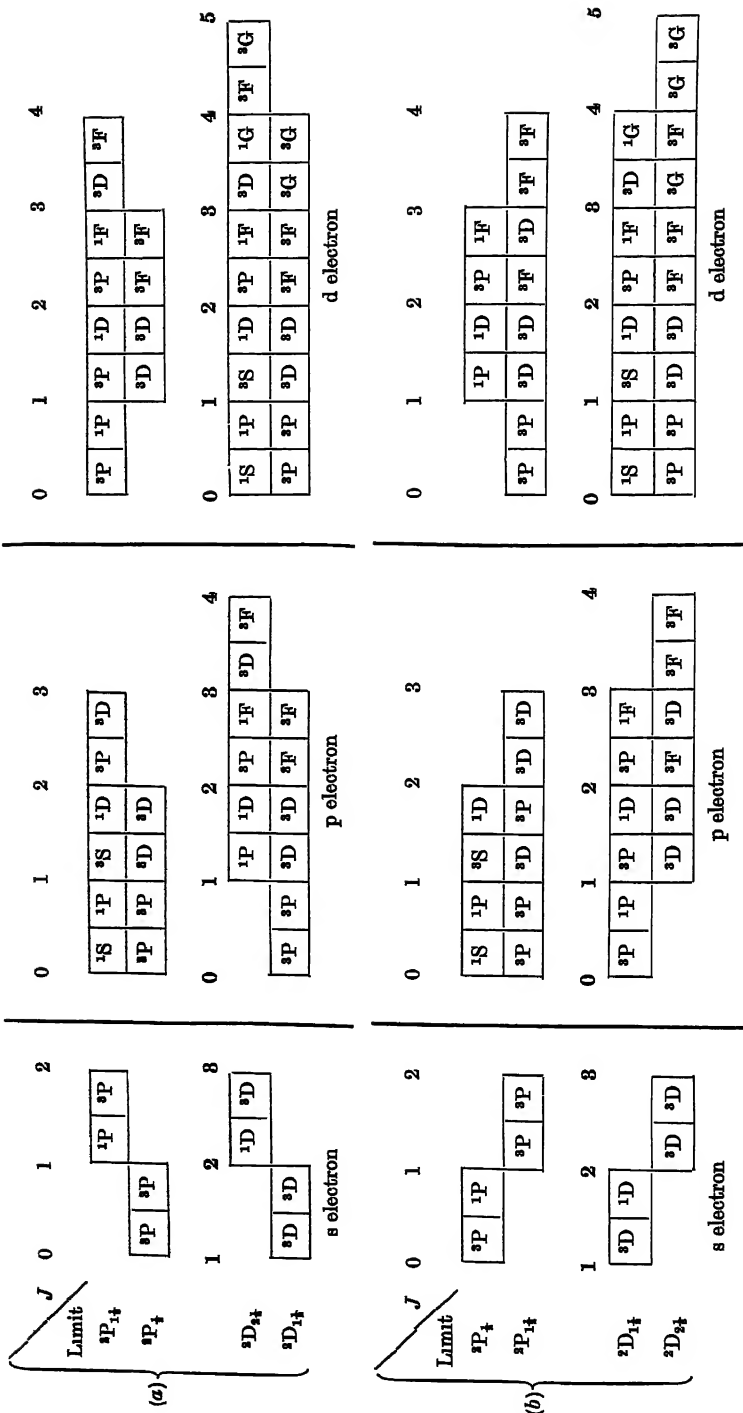 J 0 1 2 0 1 2 3 0 1 2 3 4
Limit
²P₁½ ¹P ³P ¹S ¹P ³S ¹D ³P ³D ³P ¹P ³P ¹D ³P ¹F ³D ³F
²P½ ³P ³P ³P ³P ³D ³D ³D ³D ³F ³F
(a)
1 2 3 0 1 2 3 4 0 1 2 3 4 5
²D₂½ ¹D ³D ¹P ¹D ³P ¹F ³D ³F ¹S ¹P ³S ¹D ³P ¹F ³D ¹G ³F ³G
²D₁½ ³D ³D ³P ³P ³D ³D ³F ³F ³P ³P ³D ³D ³F ³F ³G ³G
s electron p electron d electron
J 0 1 2 0 1 2 3 0 1 2 3 4
Limit
²P½ ³P ¹P ¹S ¹P ³S ¹D ¹P ¹D ³P ¹F
²P₁½ ³P ³P ³P ³P ³D ³P ³D ³D ³P ³P ³D ³D ³F ³D ³F ³F
(b)
1 2 3 0 1 2 3 4 0 1 2 3 4 5
²D₁½ ³D ¹D ³P ¹P ³P ¹D ³P ¹F ¹S ¹P ³S ¹D ³P ¹F ³D ¹G
²D₂½ ³D ³D ³D ³D ³F ³D ³F ³F ³P ³P ³D ³D ³F ³F ³G ³F ³G ³G
s electron p electron d electron